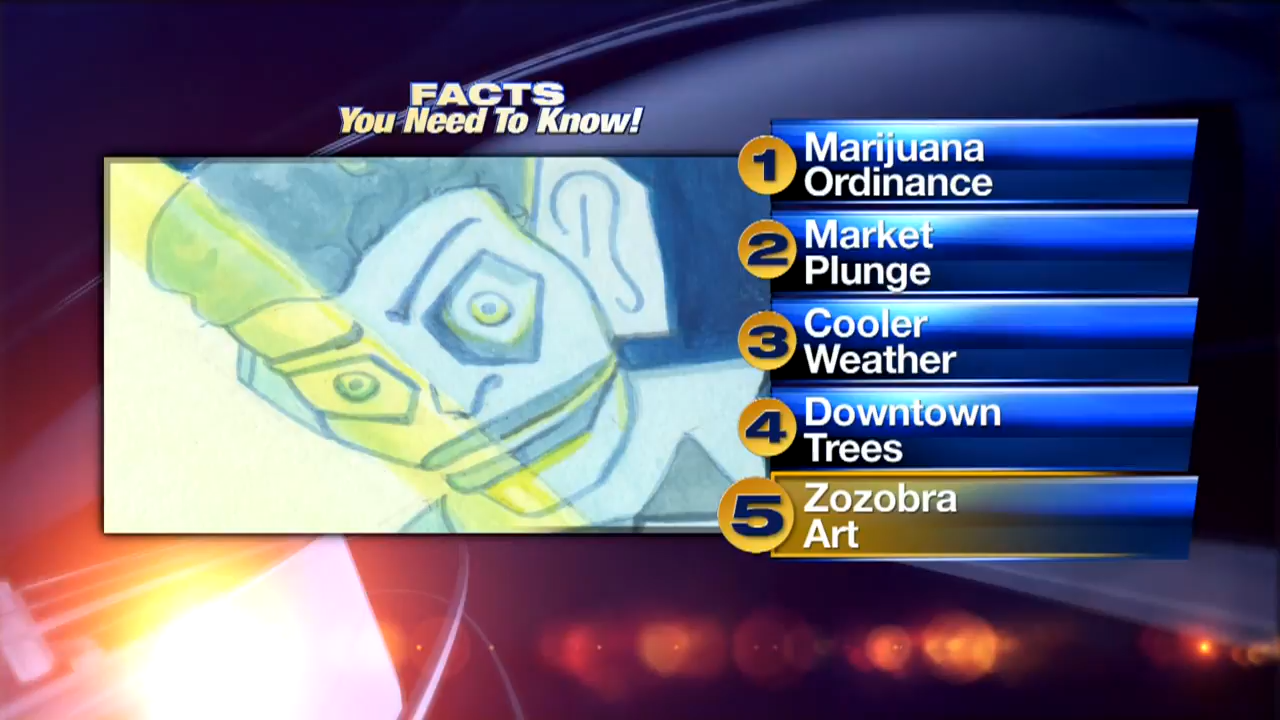 FACTS
You Need To Know!
1 Marijuana
Ordinance
2 Market
Plunge
3 Cooler
Weather
4 Downtown
Trees
5 Zozobra
Art